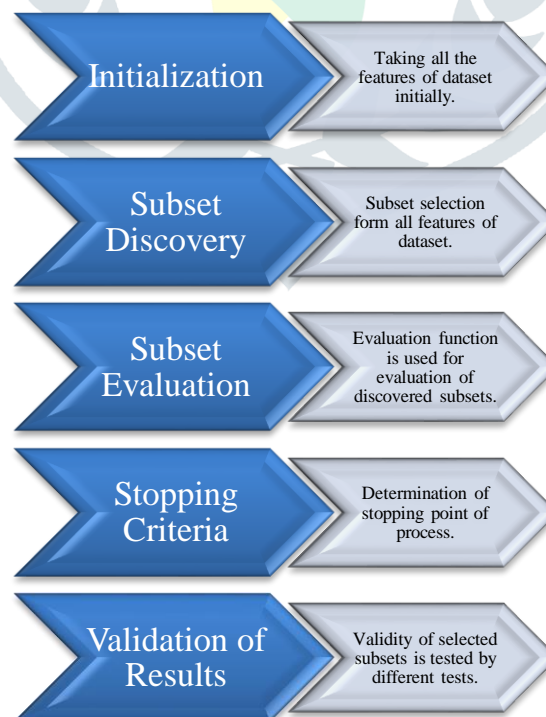 Initialization
Taking all the
features of dataset
initially.
Subset
Discovery
Subset selection
form all features of
dataset.
Subset
Evaluation
Evaluation function
is used for
evaluation of
discovered subsets.
Stopping
Criteria
Determination of
stopping point of
process.
Validation of
Results
Validity of selected
subsets is tested by
different tests.